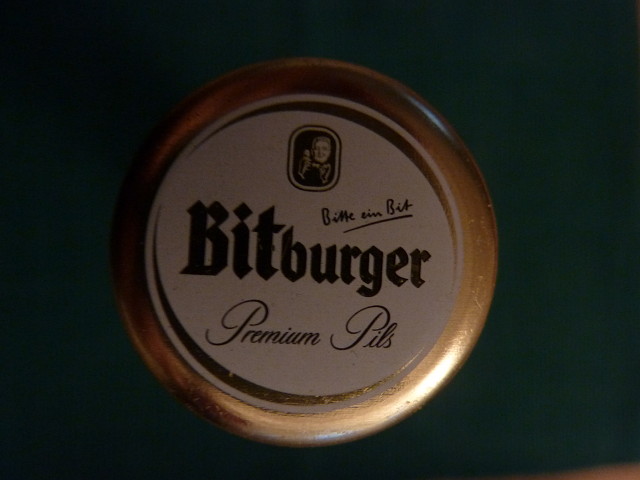 Bitte ein Bit
Bitburger
Premium Pils